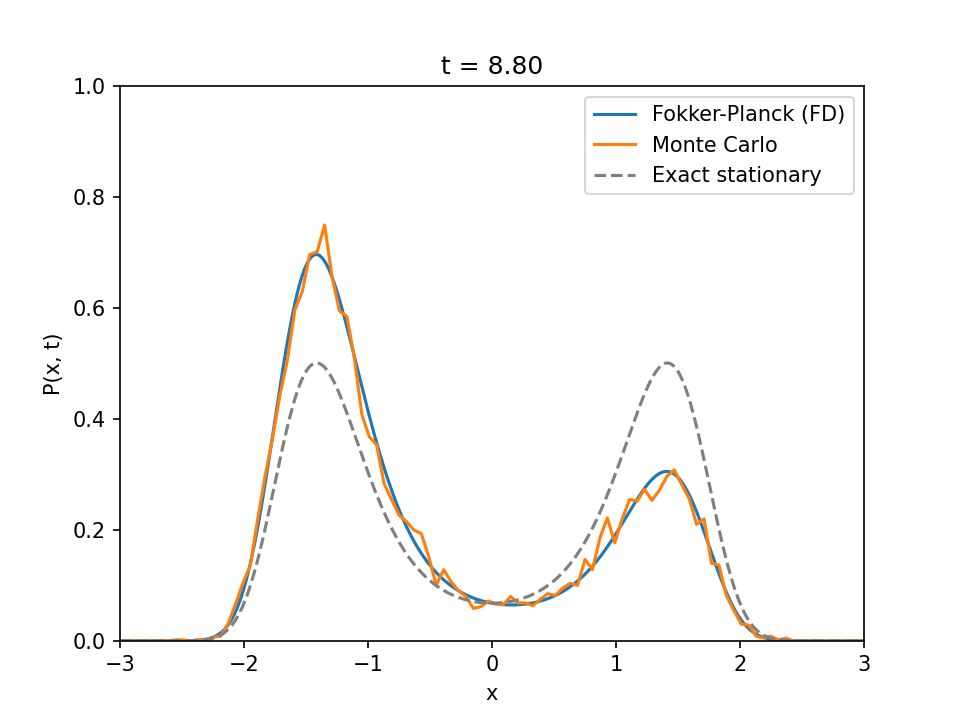 t = 8.80
Fokker-Planck (FD)
Monte Carlo
Exact stationary
P(x, t)
1.0
0.8
0.6
0.4
0.2
0.0
−3 −2 −1 0 1 2 3
x